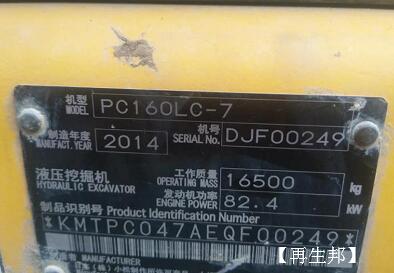 机型
MODEL PC160LC-7
制造年度 机号
MANUFACT.YEAR 2014 SERIAL NO. DJF00249
液压挖掘机 工作质量
HYDRAULIC EXCAVATOR OPERATING MASS 16500 kg
发动机功率
ENGINE POWER 82.4 kW
制品识别号 Product Identification Number
*KMTPC047AEQF00249*
【再生邦】